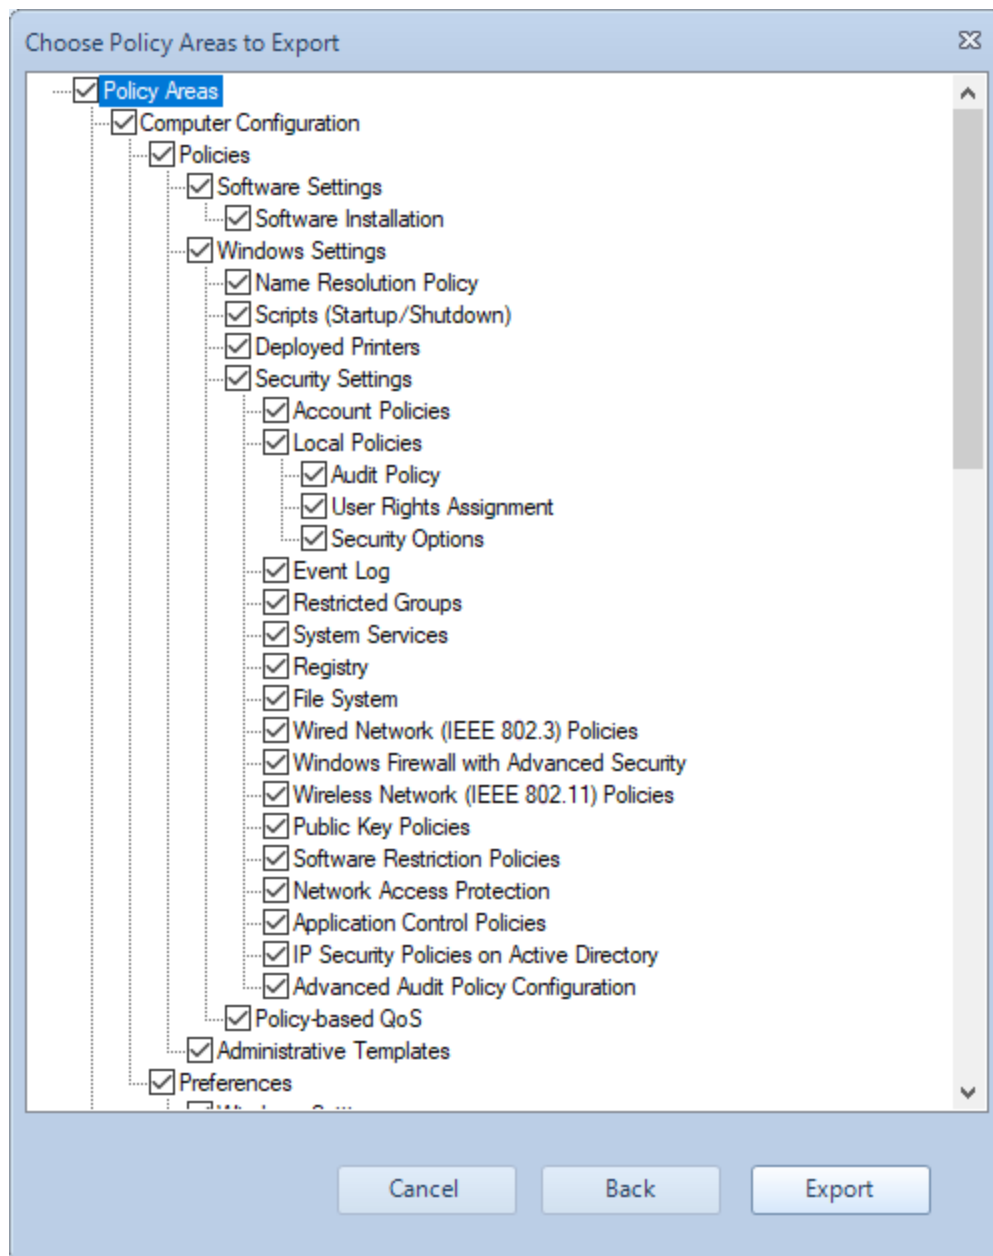 Choose Policy Areas to Export
Policy Areas
Computer Configuration
Policies
Software Settings
Software Installation
Windows Settings
Name Resolution Policy
Scripts (Startup/Shutdown)
Deployed Printers
Security Settings
Account Policies
Local Policies
Audit Policy
User Rights Assignment
Security Options
Event Log
Restricted Groups
System Services
Registry
File System
Wired Network (IEEE 802.3) Policies
Windows Firewall with Advanced Security
Wireless Network (IEEE 802.11) Policies
Public Key Policies
Software Restriction Policies
Network Access Protection
Application Control Policies
IP Security Policies on Active Directory
Advanced Audit Policy Configuration
Policy-based QoS
Administrative Templates
Preferences
Cancel
Back
Export